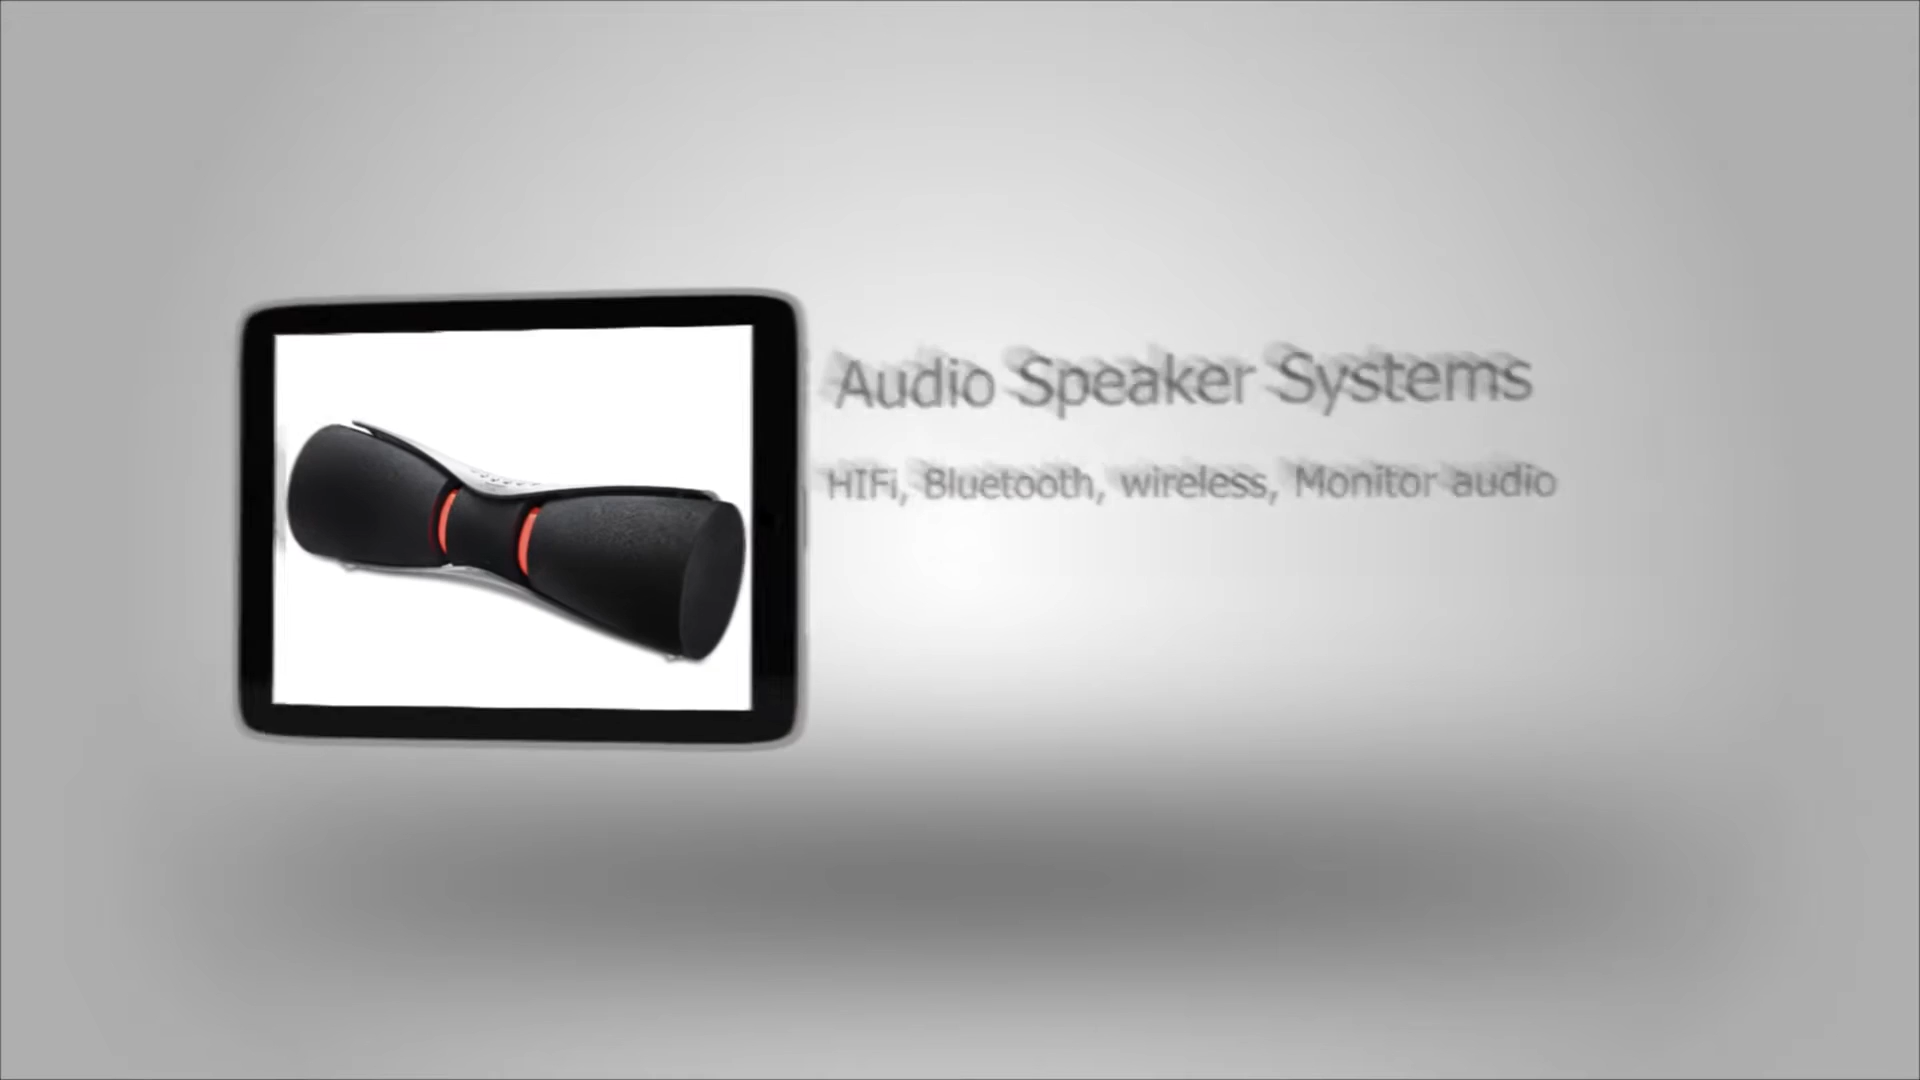 Audio Speaker Systems
HIFi, Bluetooth, wireless, Monitor audio